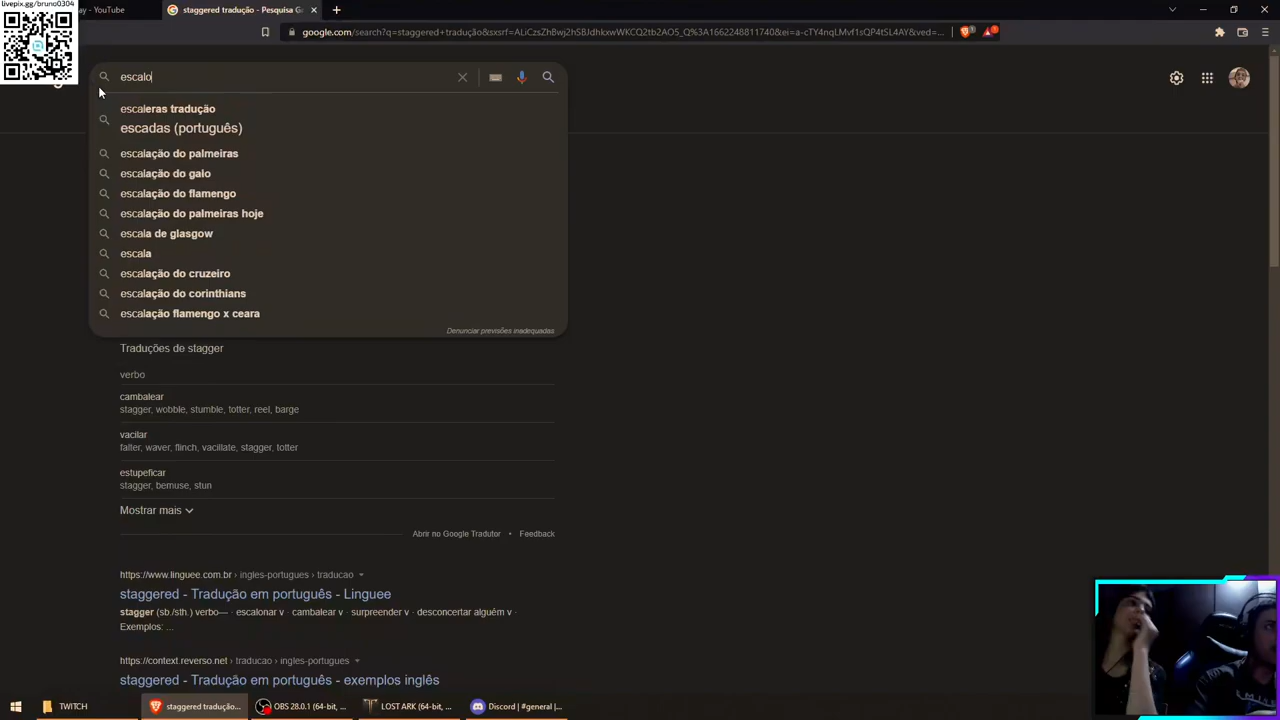 livepix.gg/bruno0304
ay - YouTube
staggered tradução - Pesquisa G
google.com/search?q=staggered+tradução&sxsrf=ALiCzsZhBwj2hSBJdhkxwWKCQ2tb2AO5_Q%3A1662248811740&ei=a-cTY4nqLMvf1sQP4tSL4AY&ved=...
escalo
escaleras tradução
escadas (português)
escalação do palmeiras
escalação do galo
escalação do flamengo
escalação do palmeiras hoje
escala de glasgow
escala
escalação do cruzeiro
escalação do corinthians
escalação flamengo x ceara
Denunciar previsões inadequadas
Traduções de stagger
verbo
cambalear
stagger, wobble, stumble, totter, reel, barge
vacilar
falter, waver, flinch, vacillate, stagger, totter
estupeficar
stagger, bemuse, stun
Mostrar mais
Abrir no Google Tradutor • Feedback
https://www.linguee.com.br › ingles-portugues › traducao
staggered - Tradução em português - Linguee
stagger (sb./sth.) verbo— · escalonar v · cambalear v · surpreender v · desconcertar alguém v ·
Exemplos: ...
https://context.reverso.net › traducao › ingles-portugues
staggered - Tradução em português - exemplos inglês
TWITCH
staggered tradução...
OBS 28.0.1 (64-bit, ...
LOST ARK (64-bit, ...
Discord | #general | ...